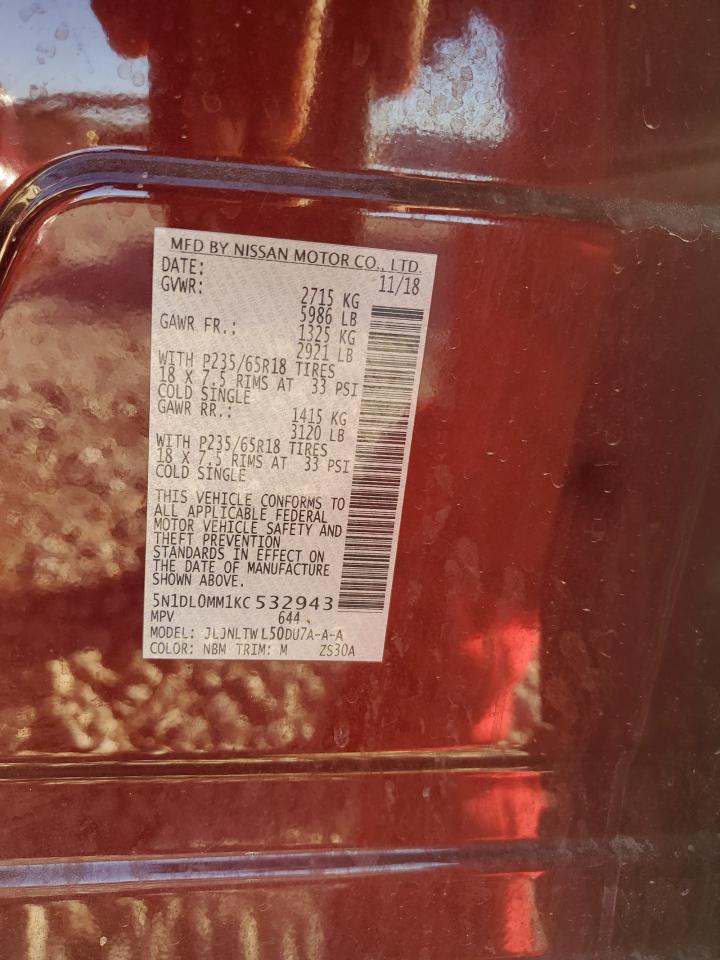 MFD BY NISSAN MOTOR CO., LTD.
DATE: 11/18
GVWR: 2715 KG
5986 LB
GAWR FR.: 1325 KG
2921 LB
WITH P235/65R18 TIRES
18 X 7.5 RIMS AT 33 PSI
COLD SINGLE
GAWR RR.: 1415 KG
3120 LB
WITH P235/65R18 TIRES
18 X 7.5 RIMS AT 33 PSI
COLD SINGLE
THIS VEHICLE CONFORMS TO
ALL APPLICABLE FEDERAL
MOTOR VEHICLE SAFETY AND
THEFT PREVENTION
STANDARDS IN EFFECT ON
THE DATE OF MANUFACTURE
SHOWN ABOVE.
5N1DL0MM1KC532943
MPV 644
MODEL: JLJNLTWL50DU7A-A-A
COLOR: NBM TRIM: M ZS30A